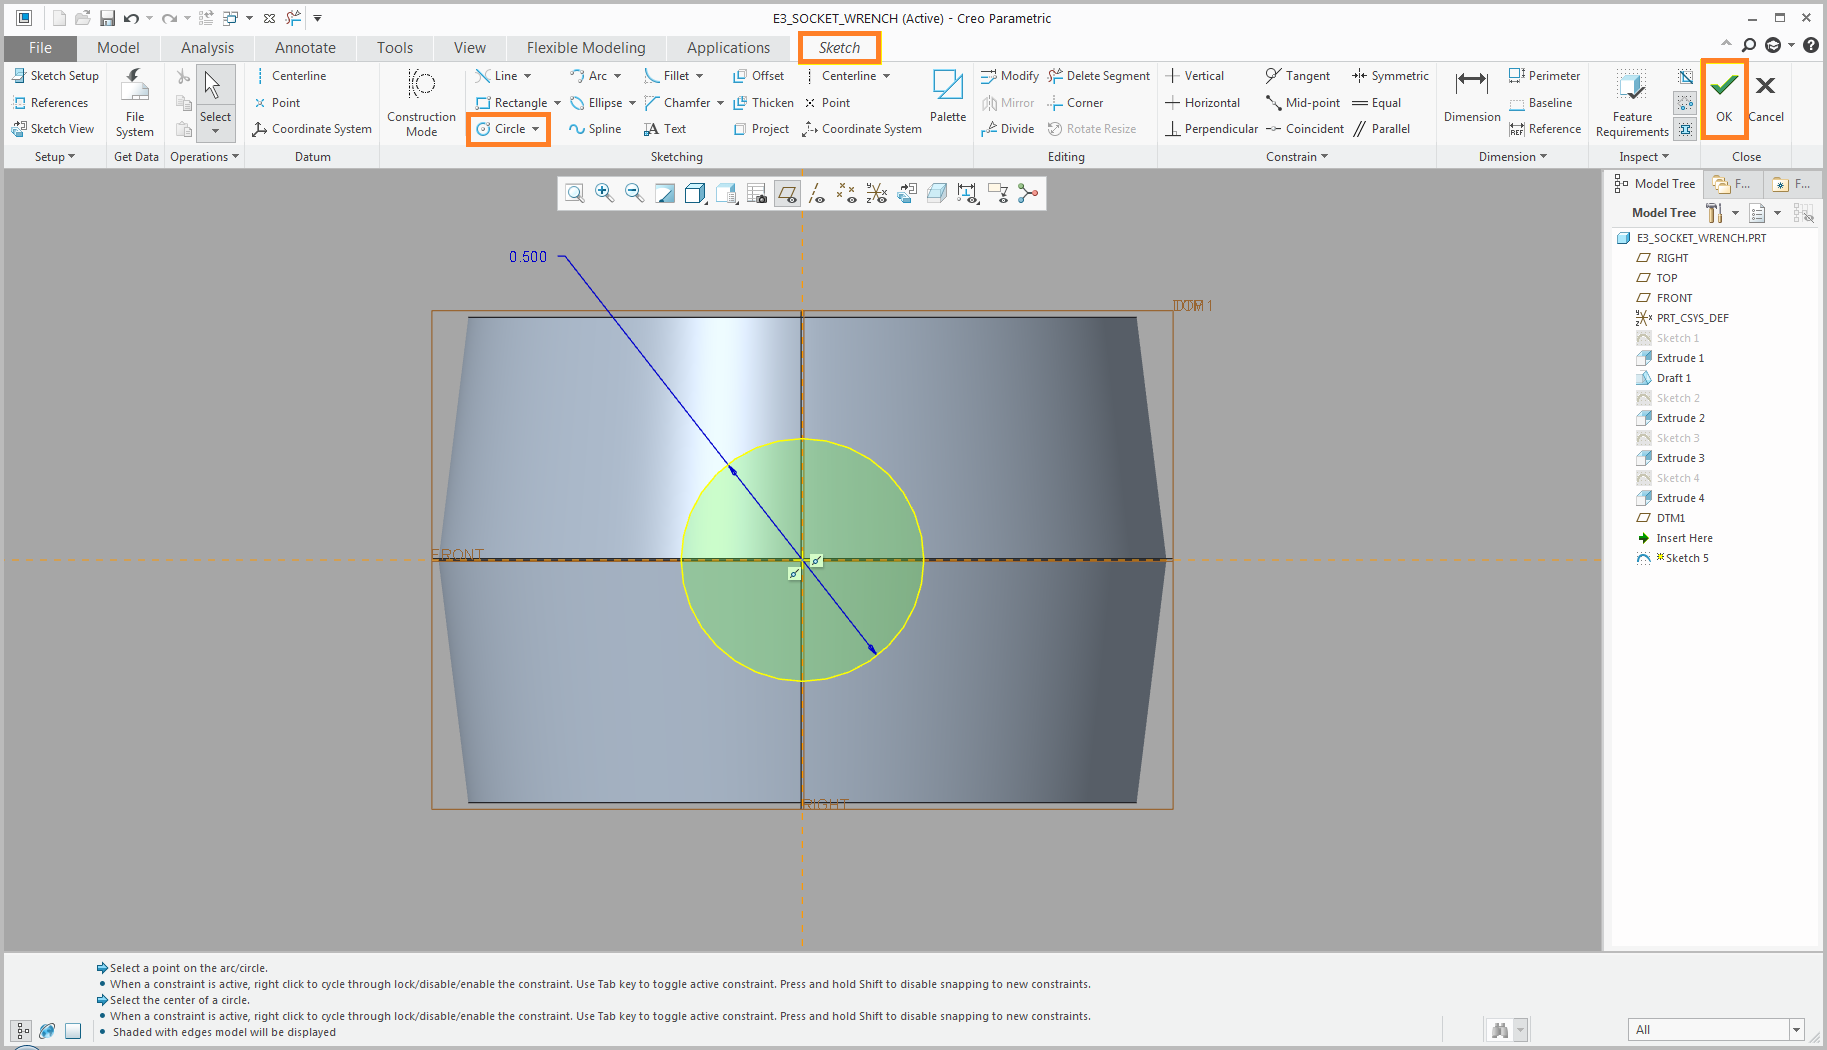 E3_SOCKET_WRENCH (Active) - Creo Parametric
File Model Analysis Annotate Tools View Flexible Modeling Applications Sketch
Sketch Setup Centerline Line Arc Fillet Offset Centerline Modify Delete Segment Vertical Tangent Symmetric Perimeter
References Point Rectangle Ellipse Chamfer Thicken Point Mirror Corner Horizontal Mid-point Equal Baseline
Sketch View Coordinate System Circle Spline Text Project Coordinate System Divide Rotate Resize Perpendicular Coincident Parallel Reference
File System
Select
Construction Mode
Palette
Dimension
REF
Feature Requirements
OK
Cancel
Setup Get Data Operations Datum Sketching Editing Constrain Dimension Inspect Close
Model Tree F... F...
Model Tree
E3_SOCKET_WRENCH.PRT
RIGHT
TOP
FRONT
PRT_CSYS_DEF
Sketch 1
Extrude 1
Draft 1
Sketch 2
Extrude 2
Sketch 3
Extrude 3
Sketch 4
Extrude 4
DTM1
Insert Here
Sketch 5
0.500
FRONT
RIGHT
Select a point on the arc/circle.
When a constraint is active, right click to cycle through lock/disable/enable the constraint. Use Tab key to toggle active constraint. Press and hold Shift to disable snapping to new constraints.
Select the center of a circle.
When a constraint is active, right click to cycle through lock/disable/enable the constraint. Use Tab key to toggle active constraint. Press and hold Shift to disable snapping to new constraints.
Shaded with edges model will be displayed
All